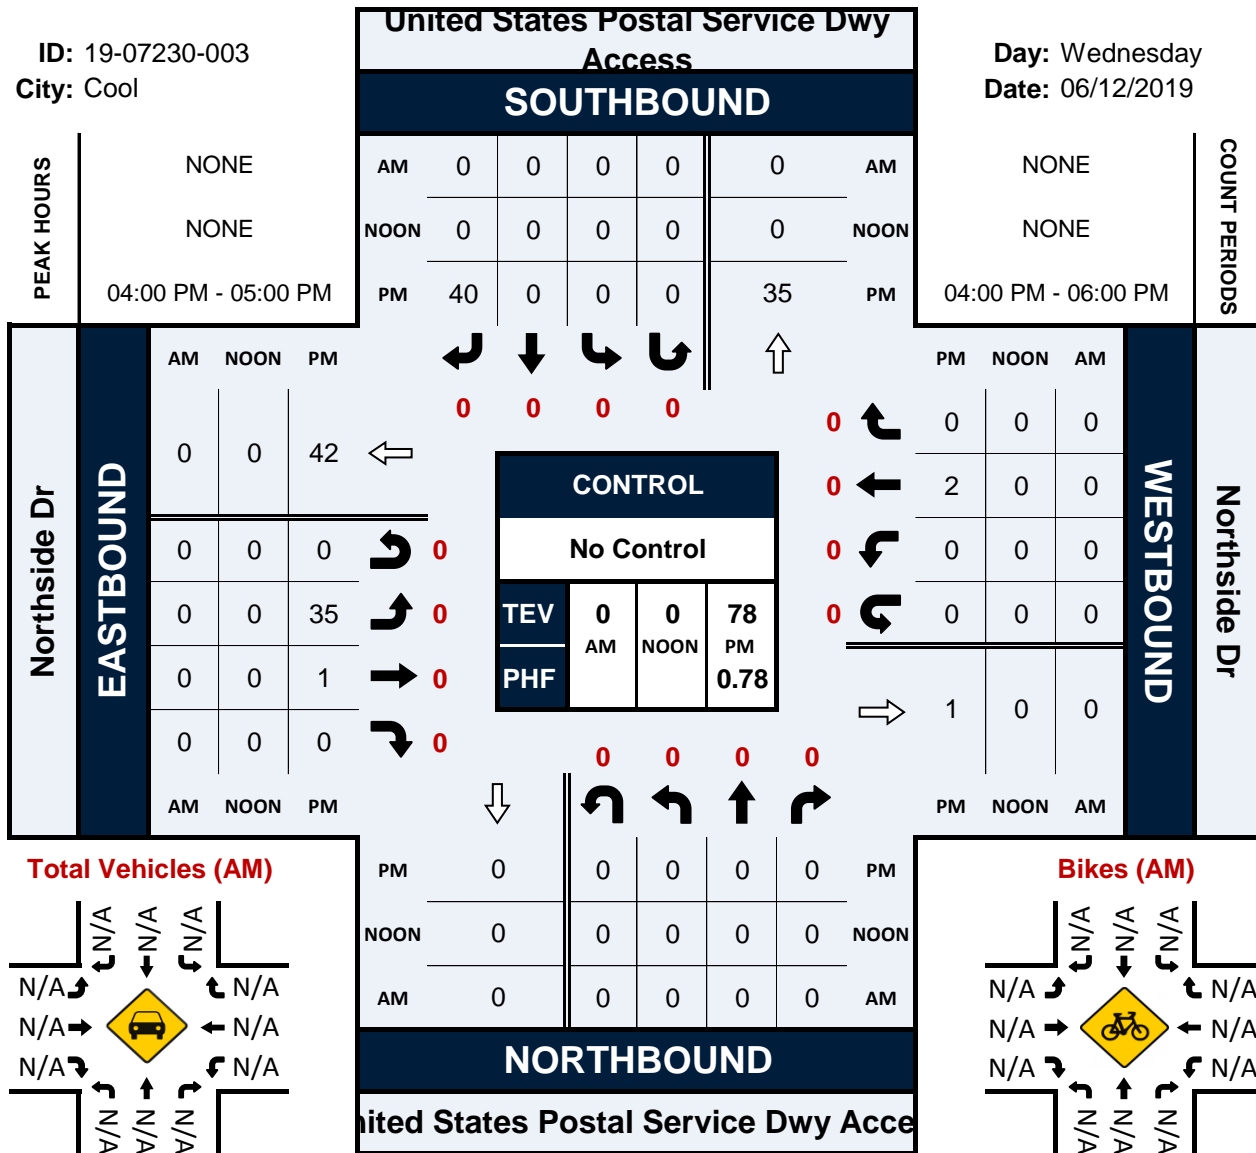 United States Postal Service Dwy
Access
ID: 19-07230-003
City: Cool
Day: Wednesday
Date: 06/12/2019
SOUTHBOUND
PEAK HOURS
NONE
NONE
04:00 PM - 05:00 PM
AM 0 0 0 0 0 AM
NOON 0 0 0 0 0 NOON
PM 40 0 0 0 35 PM
NONE
NONE
04:00 PM - 06:00 PM
COUNT PERIODS
0 0 0 0
Northside Dr
EASTBOUND
AM NOON PM
0 0 42
0 0 0 0
0 0 35 0
0 0 1 0
0 0 0 0
AM NOON PM
CONTROL
No Control
TEV 0 0 78
AM NOON PM
PHF 0.78
PM NOON AM
0 0 0 0
0 2 0 0
0 0 0 0
0 0 0 0
1 0 0
PM NOON AM
WESTBOUND
Northside Dr
0 0 0 0
PM 0 0 0 0 0 PM
NOON 0 0 0 0 0 NOON
AM 0 0 0 0 0 AM
NORTHBOUND
ited States Postal Service Dwy Acce
Total Vehicles (AM)
N/A N/A N/A
N/A N/A
N/A N/A
N/A N/A
N/A N/A N/A
Bikes (AM)
N/A N/A N/A
N/A N/A
N/A N/A
N/A N/A
N/A N/A N/A